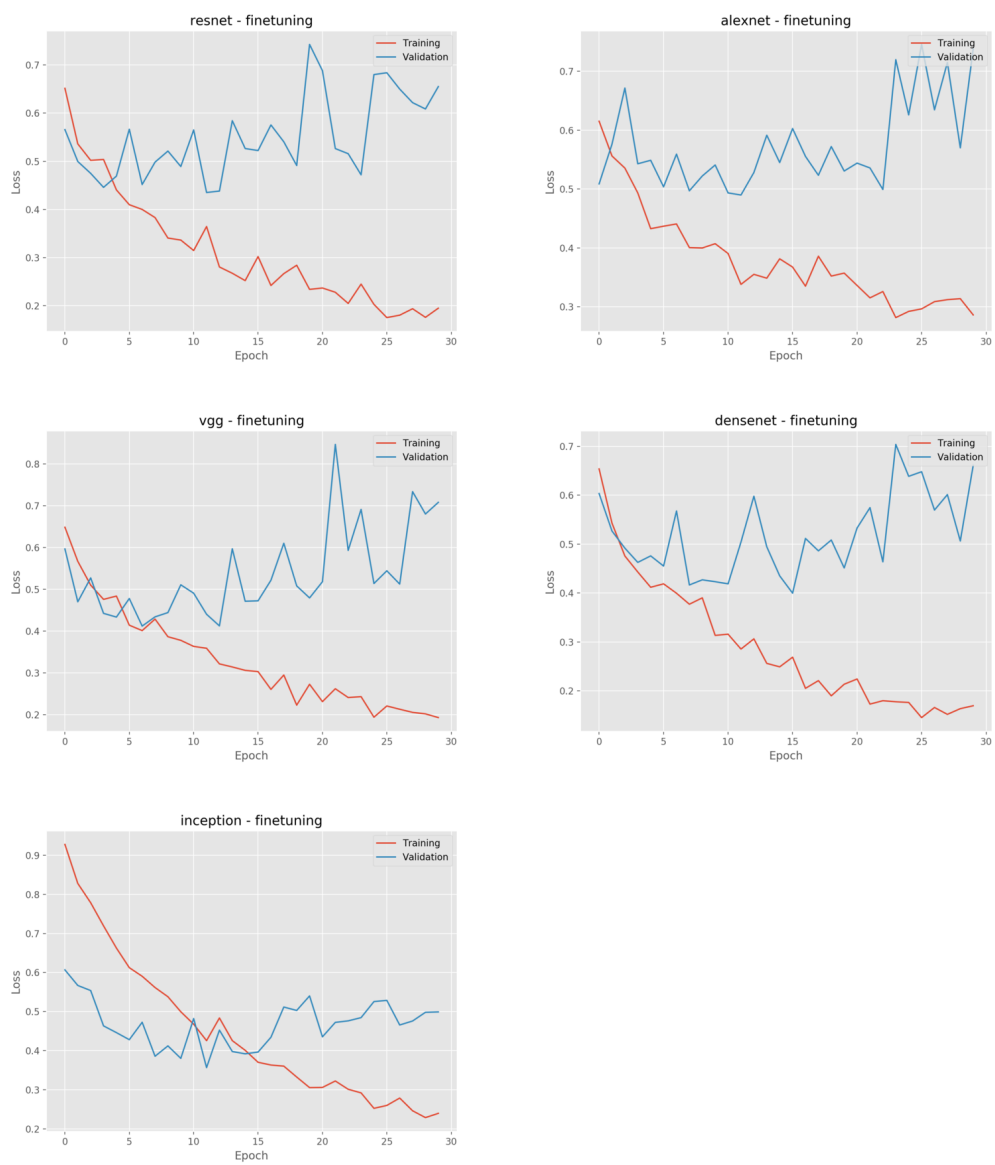 resnet - finetuning
Training
Validation
0.7
0.6
0.5
0.4
0.3
0.2
Loss
0 5 10 15 20 25 30
Epoch
alexnet - finetuning
Training
Validation
0.7
0.6
0.5
0.4
0.3
Loss
0 5 10 15 20 25 30
Epoch
vgg - finetuning
Training
Validation
0.8
0.7
0.6
0.5
0.4
0.3
0.2
Loss
0 5 10 15 20 25 30
Epoch
densenet - finetuning
Training
Validation
0.7
0.6
0.5
0.4
0.3
0.2
Loss
0 5 10 15 20 25 30
Epoch
inception - finetuning
Training
Validation
0.9
0.8
0.7
0.6
0.5
0.4
0.3
0.2
Loss
0 5 10 15 20 25 30
Epoch